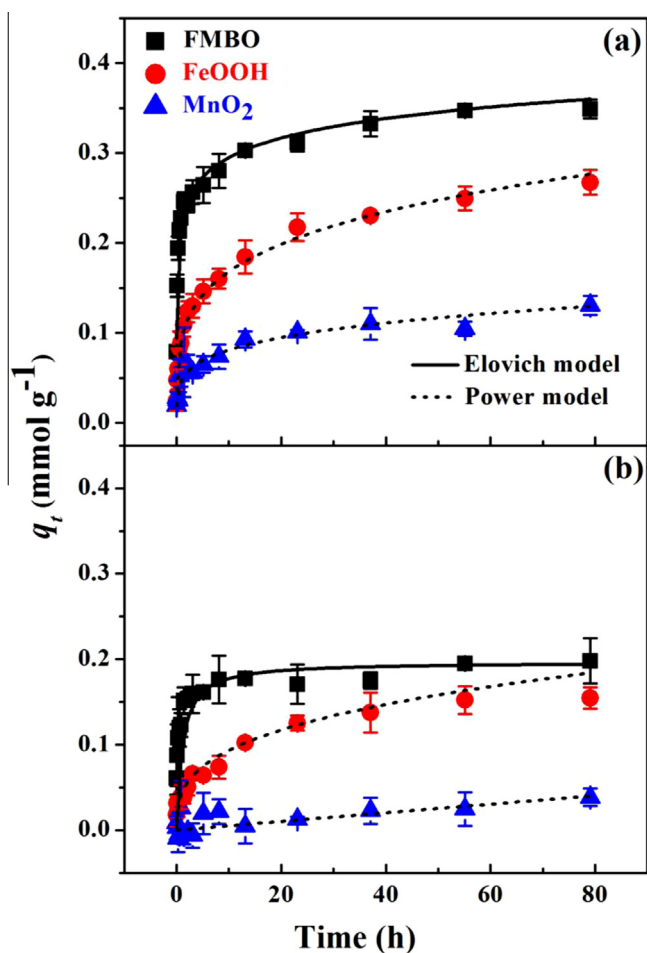 (a)
FMBO
FeOOH
MnO2
0.4
0.3
0.2
0.1
0.0
Elovich model
Power model
(b)
0.4
0.3
0.2
0.1
0.0
qt (mmol g-1)
0 20 40 60 80
Time (h)